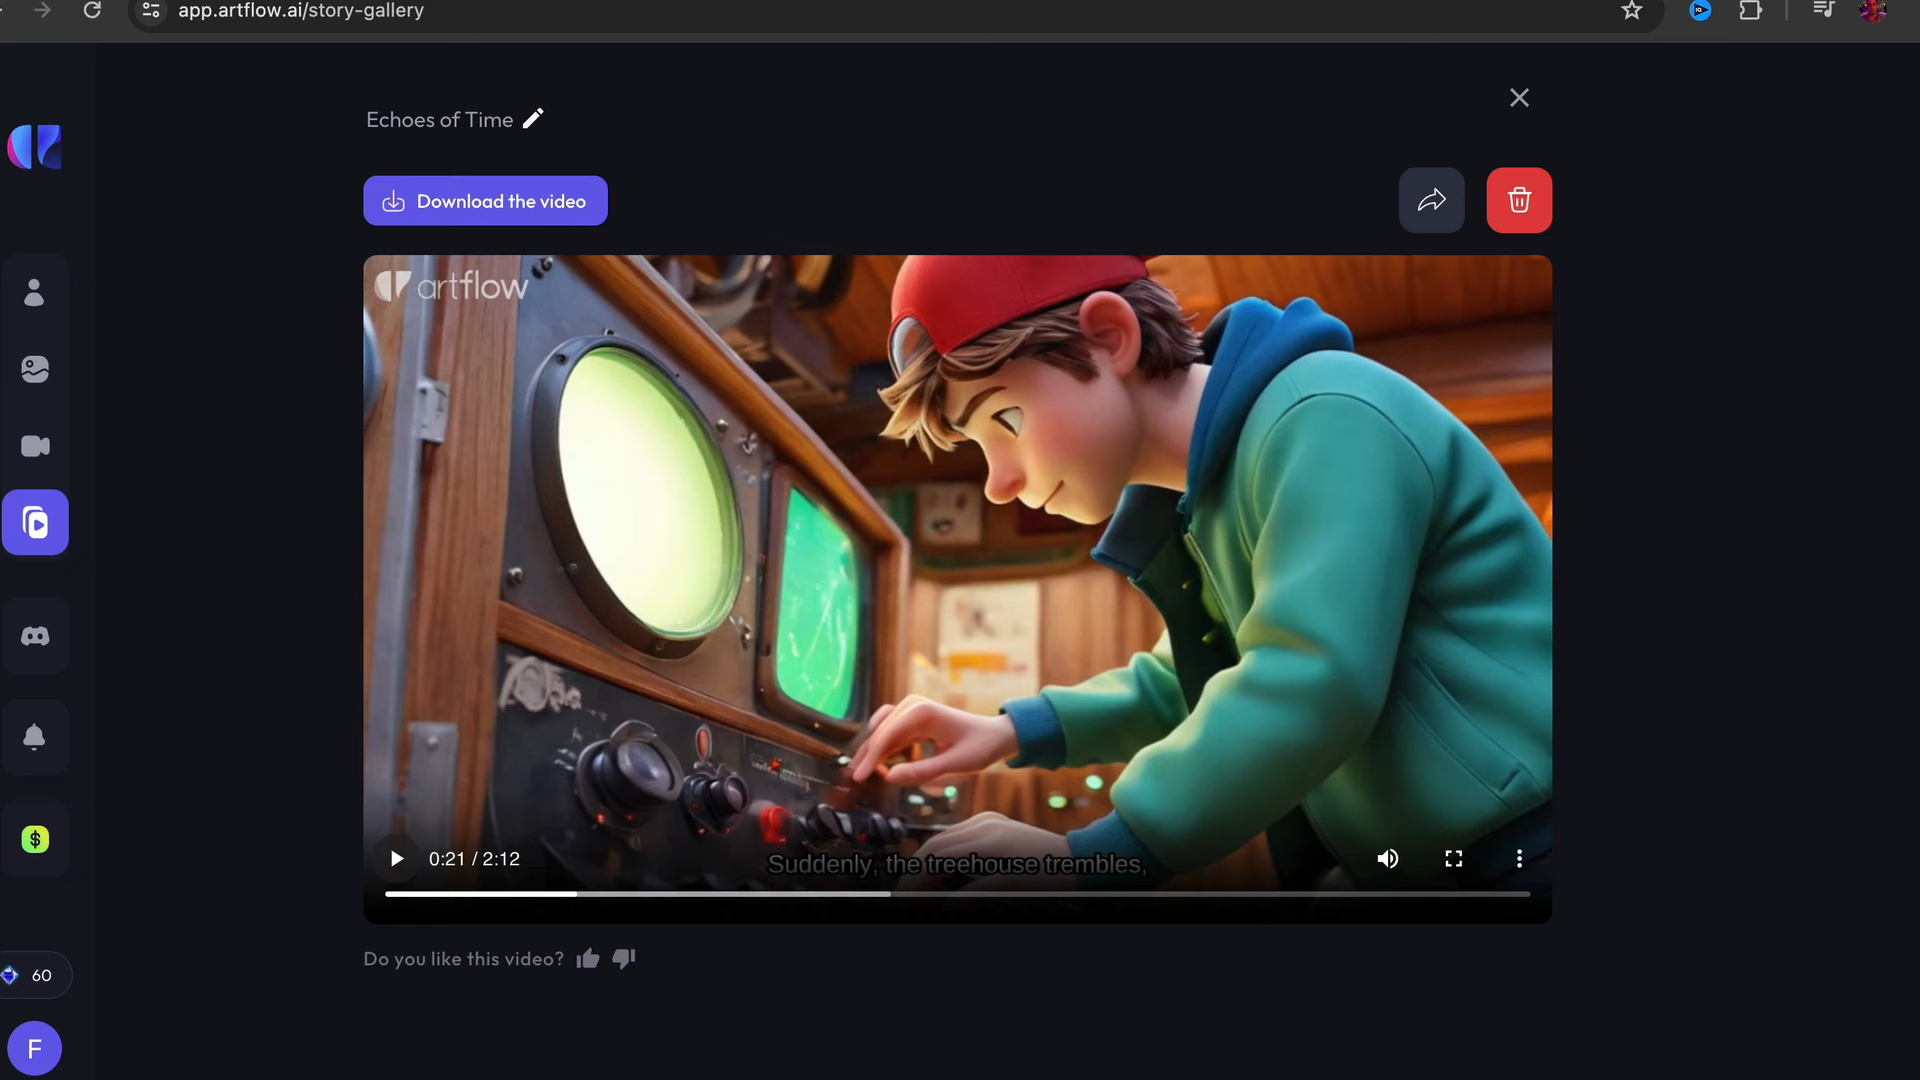 app.artflow.ai/story-gallery
Echoes of Time
Download the video
artflow
Suddenly, the treehouse trembles,
0:21 / 2:12
Do you like this video?
60
F